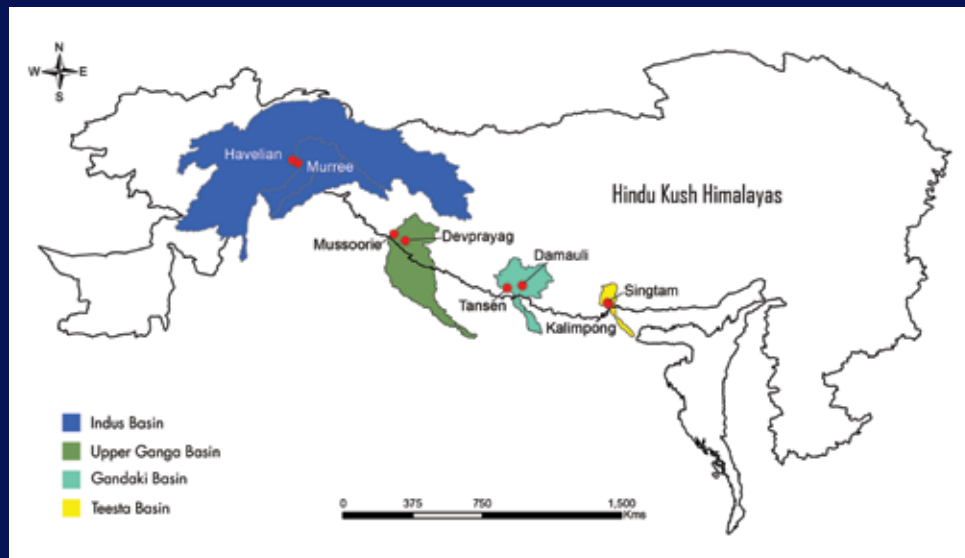 N
W E
S
Havelian
Murree
Hindu Kush Himalayas
Mussoorie
Devprayag
Damauli
Tansen
Singtam
Kalimpong
Indus Basin
Upper Ganga Basin
Gandaki Basin
Teesta Basin
0 375 750 1,500
Kms